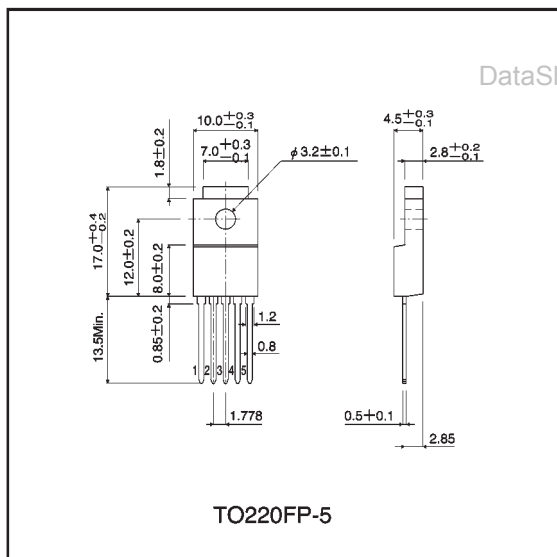 DataSh
10.0 +0.3 −0.1
7.0 +0.3 −0.1
φ3.2±0.1
4.5 +0.3 −0.1
2.8 +0.2 −0.1
1.8±0.2
17.0 +0.4 −0.2
12.0±0.2
8.0±0.2
13.5Min.
0.85±0.2
1.2
0.8
1 2 3 4 5
1.778
0.5+0.1
2.85
TO220FP-5